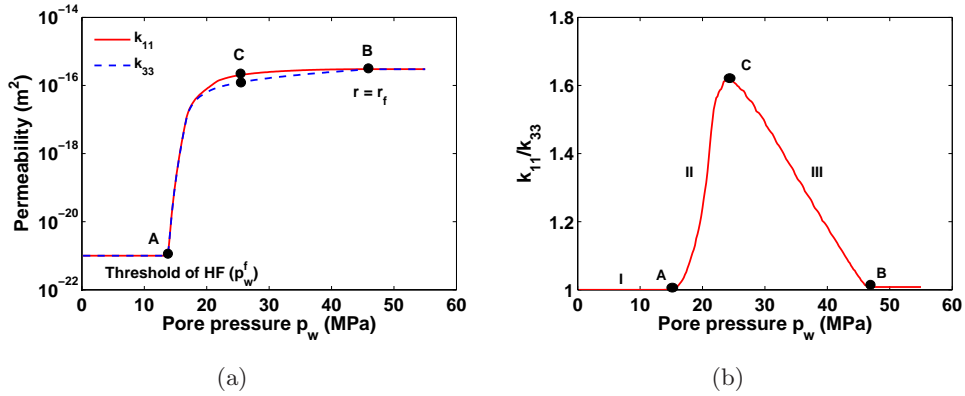 10⁻¹⁴
k₁₁
k₃₃
C
B
10⁻¹⁶
r = r_f
10⁻¹⁸
Permeability (m²)
10⁻²⁰
A
Threshold of HF (p_w^f)
10⁻²²
0 10 20 30 40 50 60
Pore pressure p_w (MPa)
(a)
1.8
C
1.6
k₁₁/k₃₃
II III
1.4
1.2
I A B
1
0 10 20 30 40 50 60
Pore pressure p_w (MPa)
(b)